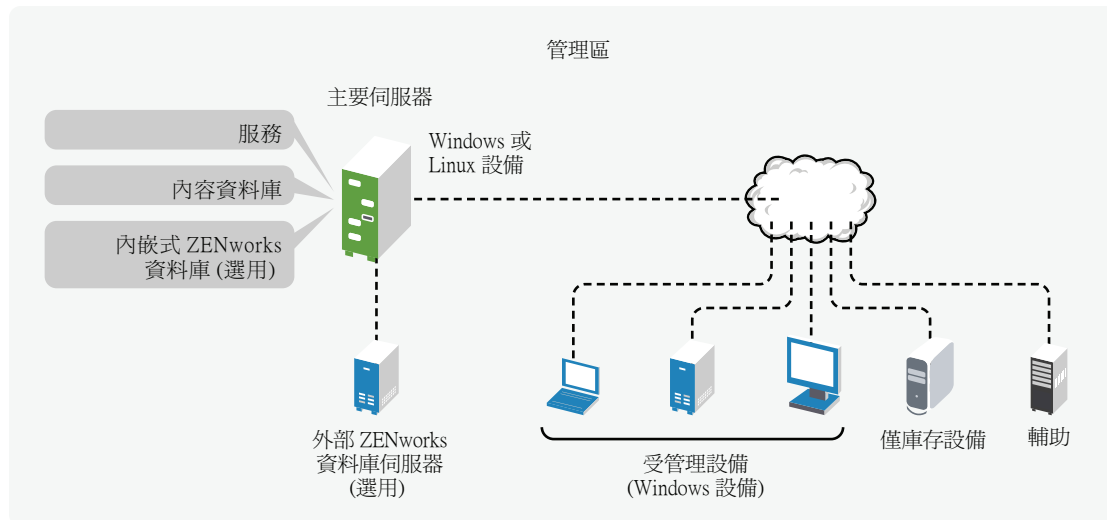 管理區
主要伺服器
服務
內容資料庫
內嵌式 ZENworks
資料庫 (選用)
Windows 或
Linux 設備
外部 ZENworks
資料庫伺服器
(選用)
受管理設備
(Windows 設備)
僅庫存設備
輔助